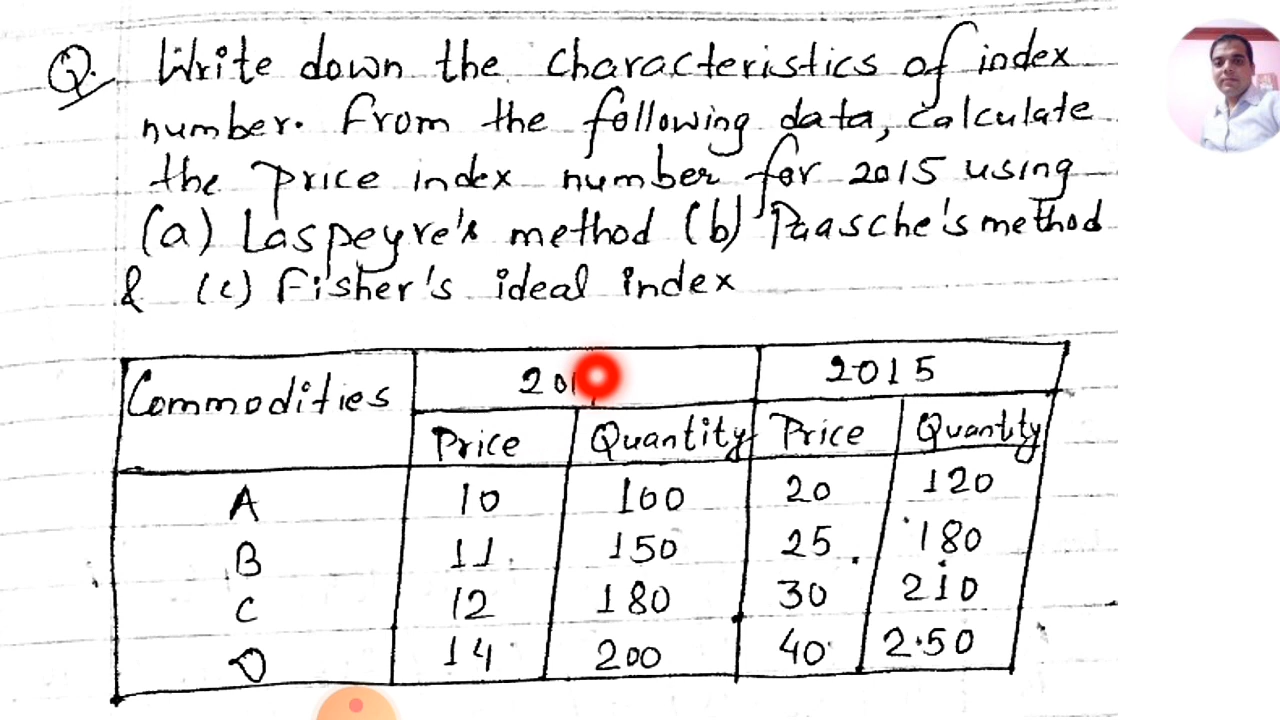 Q. Write down the characteristics of index
number. From the following data, calculate
the price index number for 2015 using
(a) Laspeyre's method (b) Paasche's method
& (c) Fisher's ideal index
Commodities 2015
Price Quantity Price Quantity
A 10 100 20 120
B 11 150 25 180
C 12 180 30 210
D 14 200 40 2.50